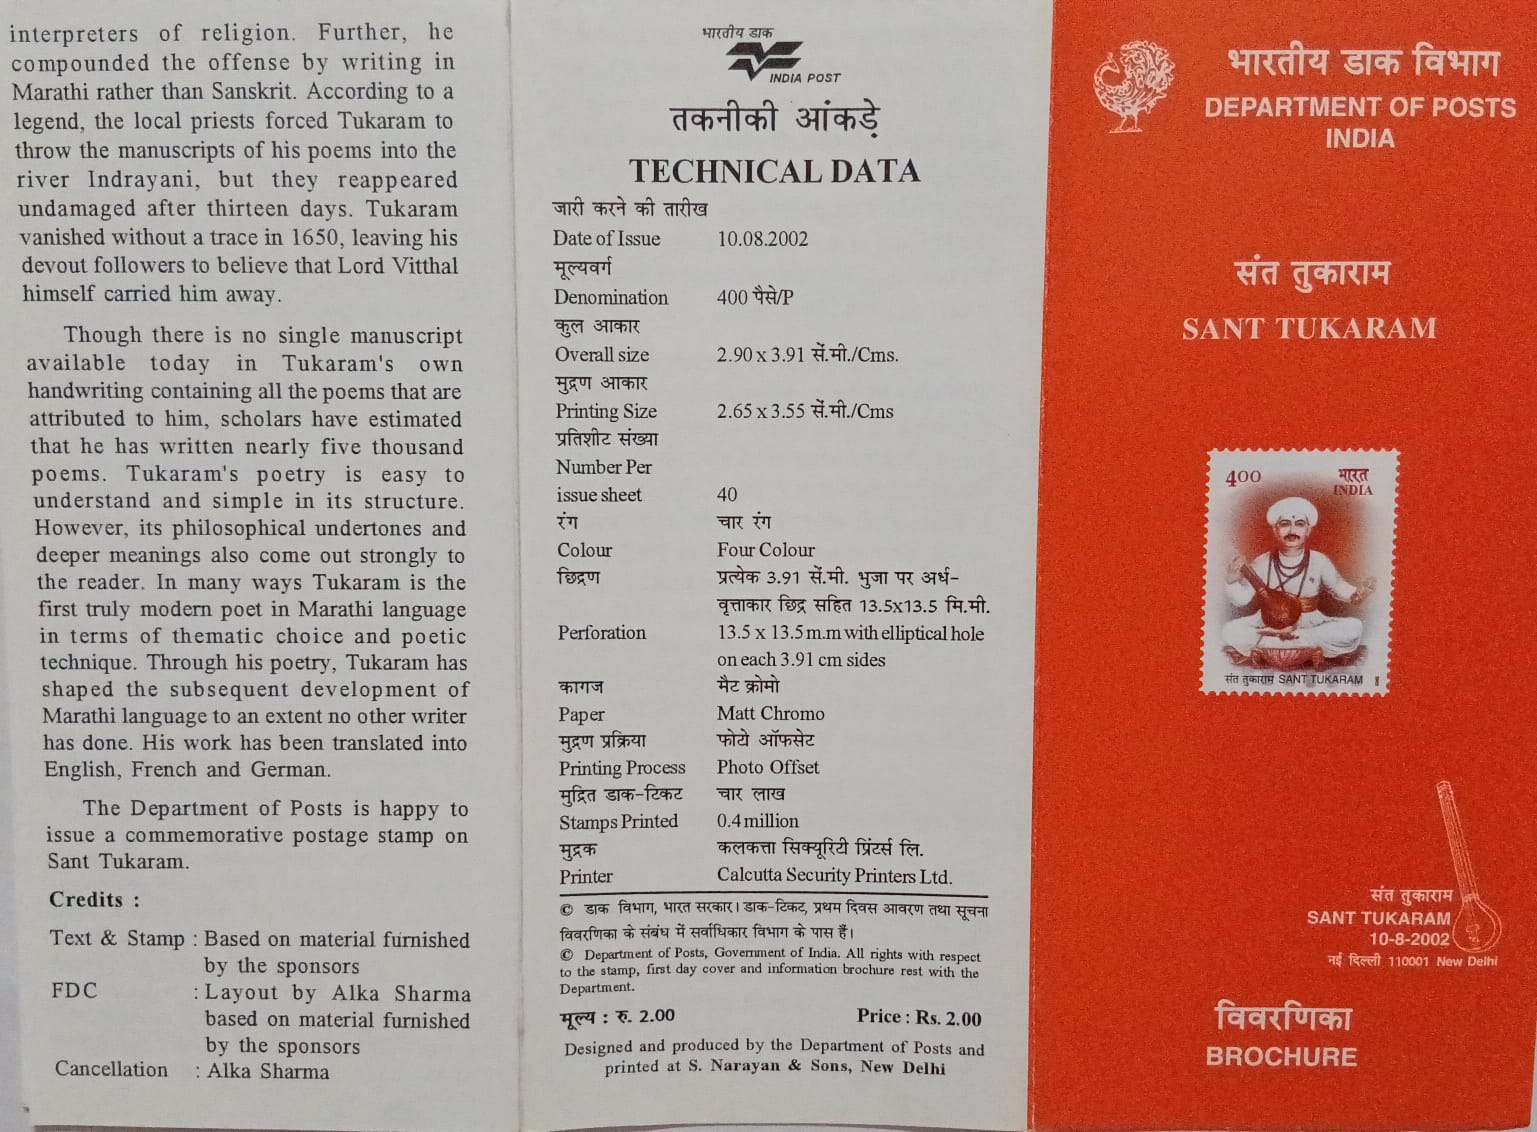 interpreters of religion. Further, he
compounded the offense by writing in
Marathi rather than Sanskrit. According to a
legend, the local priests forced Tukaram to
throw the manuscripts of his poems into the
river Indrayani, but they reappeared
undamaged after thirteen days. Tukaram
vanished without a trace in 1650, leaving his
devout followers to believe that Lord Vitthal
himself carried him away.
Though there is no single manuscript
available today in Tukaram's own
handwriting containing all the poems that are
attributed to him, scholars have estimated
that he has written nearly five thousand
poems. Tukaram's poetry is easy to
understand and simple in its structure.
However, its philosophical undertones and
deeper meanings also come out strongly to
the reader. In many ways Tukaram is the
first truly modern poet in Marathi language
in terms of thematic choice and poetic
technique. Through his poetry, Tukaram has
shaped the subsequent development of
Marathi language to an extent no other writer
has done. His work has been translated into
English, French and German.
The Department of Posts is happy to
issue a commemorative postage stamp on
Sant Tukaram.
Credits :
Text & Stamp : Based on material furnished
by the sponsors
FDC : Layout by Alka Sharma
based on material furnished
by the sponsors
Cancellation : Alka Sharma
भारतीय डाक
INDIA POST
तकनीकी आंकड़े
TECHNICAL DATA
जारी करने की तारीख
Date of Issue 10.08.2002
मूल्यवर्ग
Denomination 400 पैसे/P
कुल आकार
Overall size 2.90 x 3.91 सें.मी./Cms.
मुद्रण आकार
Printing Size 2.65 x 3.55 सें.मी./Cms
प्रतिशीट संख्या
Number Per
issue sheet 40
रंग चार रंग
Colour Four Colour
छिद्रण प्रत्येक 3.91 सें.मी. भुजा पर अर्ध-
वृत्ताकार छिद्र सहित 13.5x13.5 मि.मी.
Perforation 13.5 x 13.5 m.m with elliptical hole
on each 3.91 cm sides
कागज मैट क्रोमो
Paper Matt Chromo
मुद्रण प्रक्रिया फोटो ऑफसेट
Printing Process Photo Offset
मुद्रित डाक-टिकट चार लाख
Stamps Printed 0.4 million
मुद्रक कलकत्ता सिक्यूरिटी प्रिंटर्स लि.
Printer Calcutta Security Printers Ltd.
© डाक विभाग, भारत सरकार। डाक-टिकट, प्रथम दिवस आवरण तथा सूचना
विवरणिका के संबंध में सर्वाधिकार विभाग के पास हैं।
© Department of Posts, Government of India. All rights with respect
to the stamp, first day cover and information brochure rest with the
Department.
मूल्य : रु. 2.00 Price : Rs. 2.00
Designed and produced by the Department of Posts and
printed at S. Narayan & Sons, New Delhi
भारतीय डाक विभाग
DEPARTMENT OF POSTS
INDIA
संत तुकाराम
SANT TUKARAM
400 भारत
INDIA
संत तुकाराम SANT TUKARAM
संत तुकाराम
SANT TUKARAM
10-8-2002
नई दिल्ली 110001 New Delhi
विवरणिका
BROCHURE